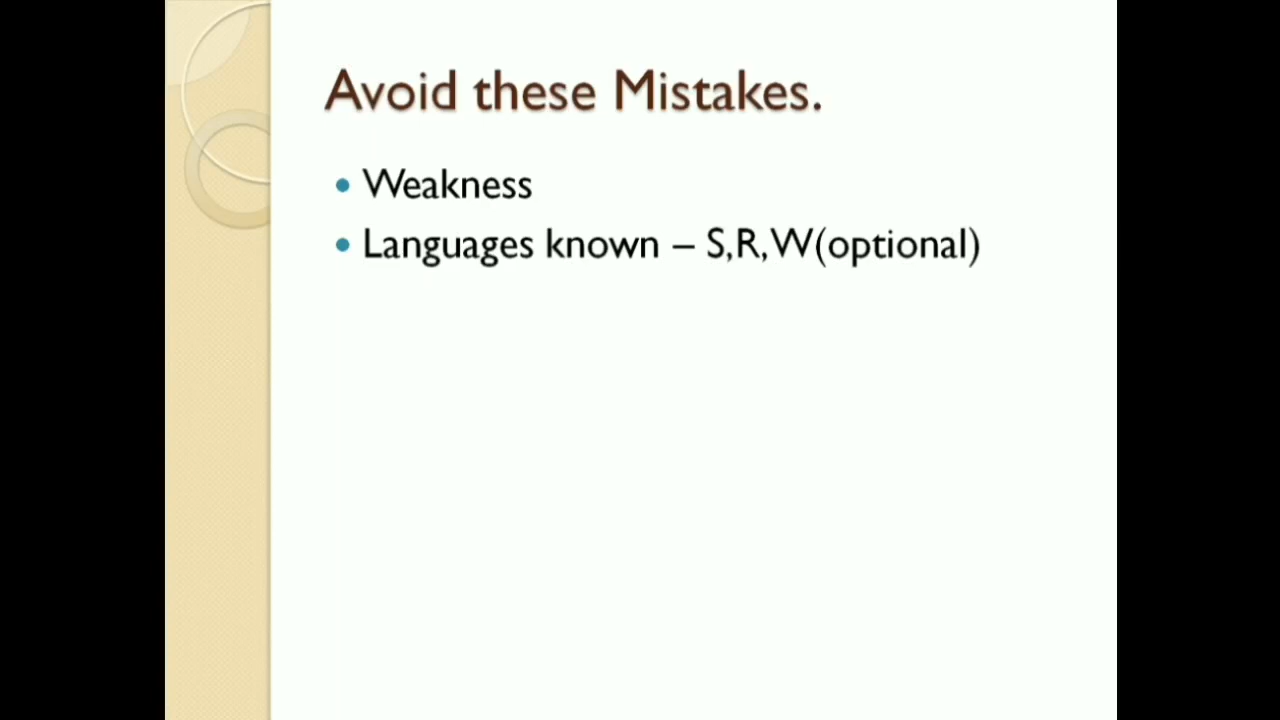 Avoid these Mistakes.
• Weakness
• Languages known – S,R,W(optional)